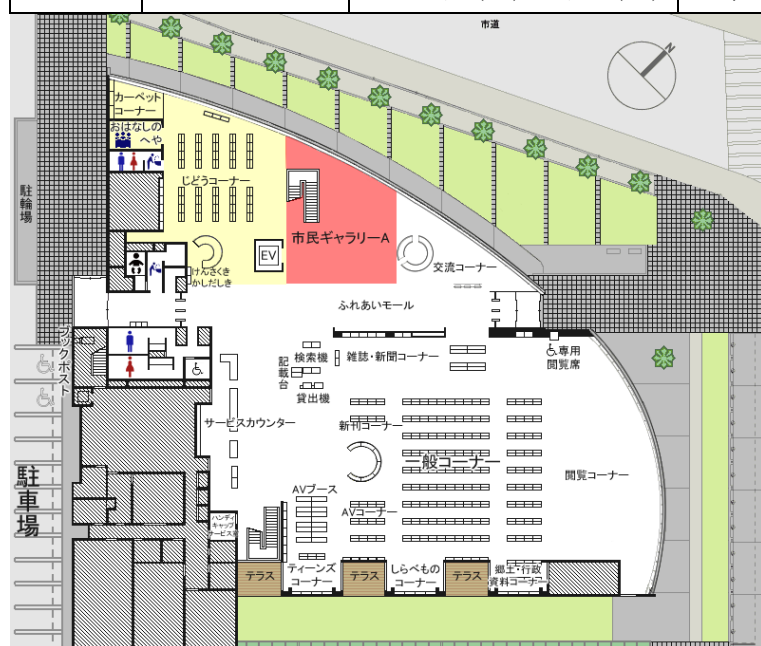 市道
N
カーペット
コーナー
おはなしの
へや
じどうコーナー
駐輪場
市民ギャラリーA
EV
交流コーナー
けんさくき
かしだしき
ふれあいモール
ブックポスト
検索機
雑誌・新聞コーナー
専用
閲覧席
記載台
貸出機
サービスカウンター
新刊コーナー
一般コーナー
閲覧コーナー
駐車場
AVブース
AVコーナー
ハンディ
キャップ
サービス室
テラス
ティーンズ
コーナー
テラス
しらべもの
コーナー
テラス
郷土・行政
資料コーナー